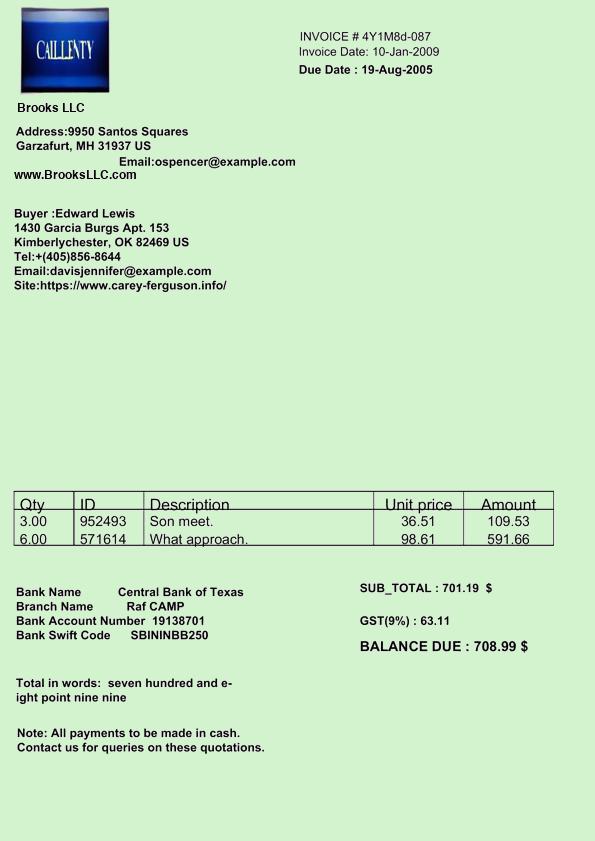 CAILLENTY
INVOICE # 4Y1M8d-087
Invoice Date: 10-Jan-2009
Due Date : 19-Aug-2005
Brooks LLC
Address:9950 Santos Squares
Garzafurt, MH 31937 US
Email:ospencer@example.com
www.BrooksLLC.com
Buyer :Edward Lewis
1430 Garcia Burgs Apt. 153
Kimberlychester, OK 82469 US
Tel:+(405)856-8644
Email:davisjennifer@example.com
Site:https://www.carey-ferguson.info/
Qty ID Description Unit price Amount
3.00 952493 Son meet. 36.51 109.53
6.00 571614 What approach. 98.61 591.66
Bank Name Central Bank of Texas
Branch Name Raf CAMP
Bank Account Number 19138701
Bank Swift Code SBININBB250
SUB_TOTAL : 701.19 $
GST(9%) : 63.11
BALANCE DUE : 708.99 $
Total in words: seven hundred and e-
ight point nine nine
Note: All payments to be made in cash.
Contact us for queries on these quotations.